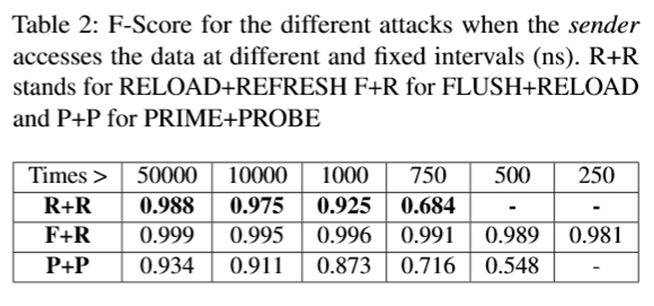 Table 2: F-Score for the different attacks when the sender
accesses the data at different and fixed intervals (ns). R+R
stands for RELOAD+REFRESH F+R for FLUSH+RELOAD
and P+P for PRIME+PROBE
Times > 50000 10000 1000 750 500 250
R+R 0.988 0.975 0.925 0.684 - -
F+R 0.999 0.995 0.996 0.991 0.989 0.981
P+P 0.934 0.911 0.873 0.716 0.548 -